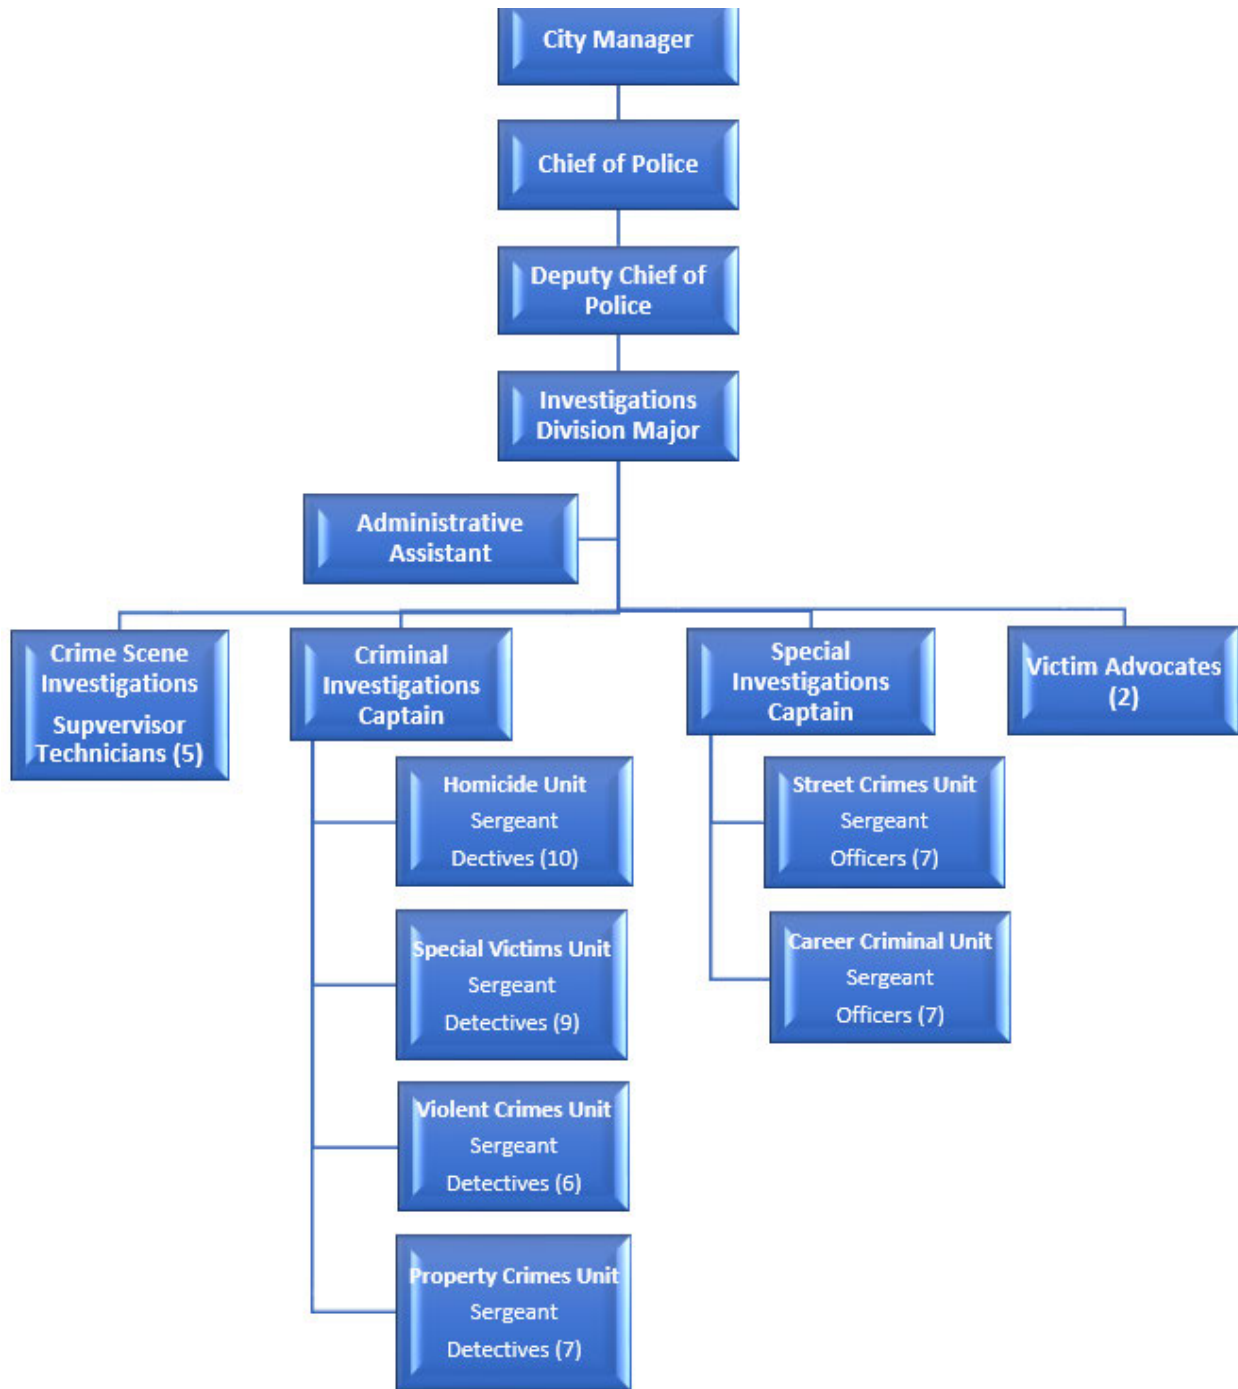 City Manager
Chief of Police
Deputy Chief of
Police
Investigations
Division Major
Administrative
Assistant
Crime Scene
Investigations
Supvervisor
Technicians (5)
Criminal
Investigations
Captain
Special
Investigations
Captain
Victim Advocates
(2)
Homicide Unit
Sergeant
Dectives (10)
Special Victims Unit
Sergeant
Detectives (9)
Violent Crimes Unit
Sergeant
Detectives (6)
Property Crimes Unit
Sergeant
Detectives (7)
Street Crimes Unit
Sergeant
Officers (7)
Career Criminal Unit
Sergeant
Officers (7)